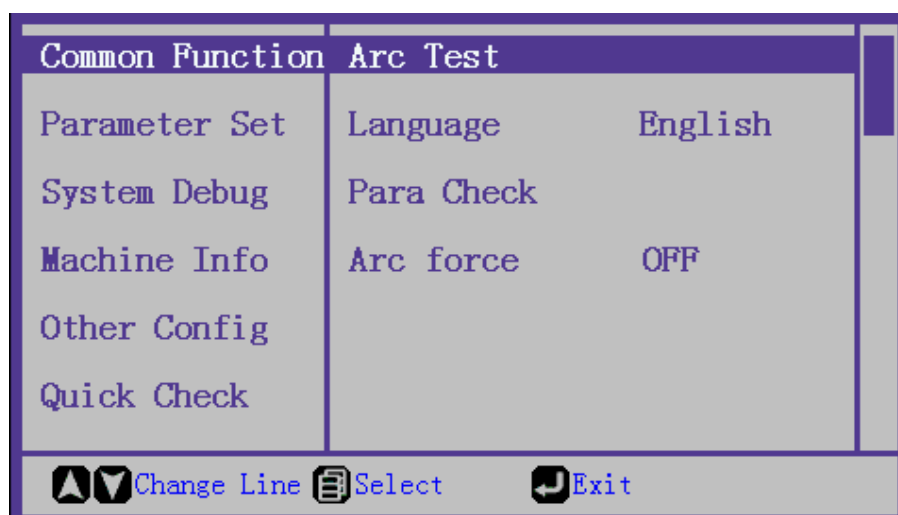 Common Function Arc Test
Parameter Set Language English
System Debug Para Check
Machine Info Arc force OFF
Other Config
Quick Check
Change Line Select Exit